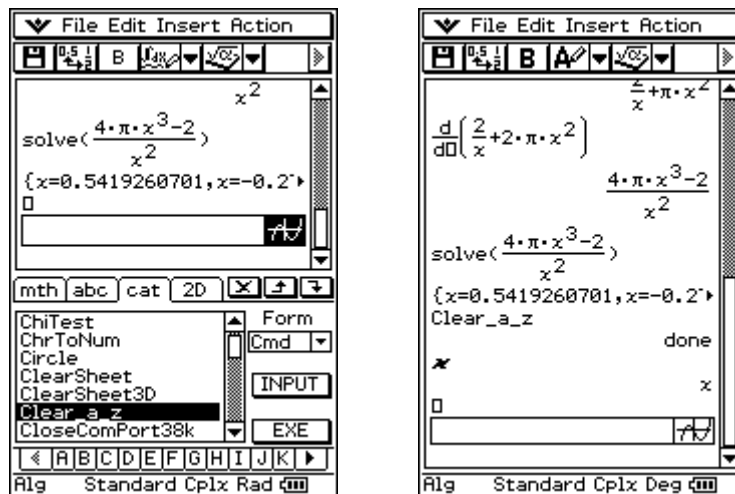 File Edit Insert Action
B
x²
solve(4·π·x³-2/x²)
{x=0.5419260701,x=-0.2
mth abc cat 2D
ChiTest
ChrToNum
Circle
ClearSheet
ClearSheet3D
Clear_a_z
CloseComPort38k
Form
Cmd
INPUT
EXE
A B C D E F G H I J K
Alg Standard Cplx Rad
File Edit Insert Action
B A
2/x+π·x²
d/d□(2/x+2·π·x²)
4·π·x³-2/x²
solve(4·π·x³-2/x²)
{x=0.5419260701,x=-0.2
Clear_a_z
done
x
x
Alg Standard Cplx Deg